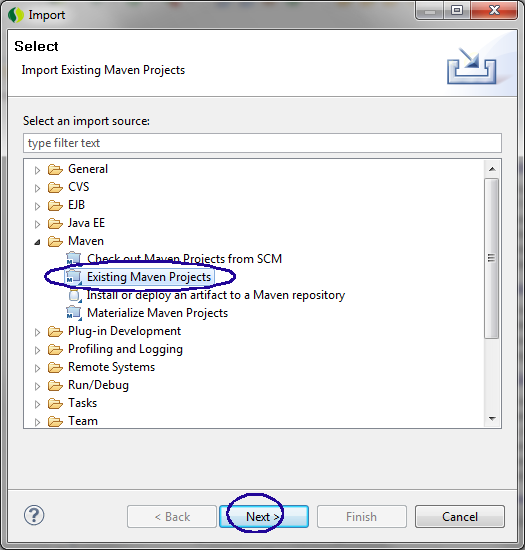 Import
Select
Import Existing Maven Projects
Select an import source:
type filter text
General
CVS
EJB
Java EE
Maven
Check out Maven Projects from SCM
Existing Maven Projects
Install or deploy an artifact to a Maven repository
Materialize Maven Projects
Plug-in Development
Profiling and Logging
Remote Systems
Run/Debug
Tasks
Team
? < Back Next > Finish Cancel